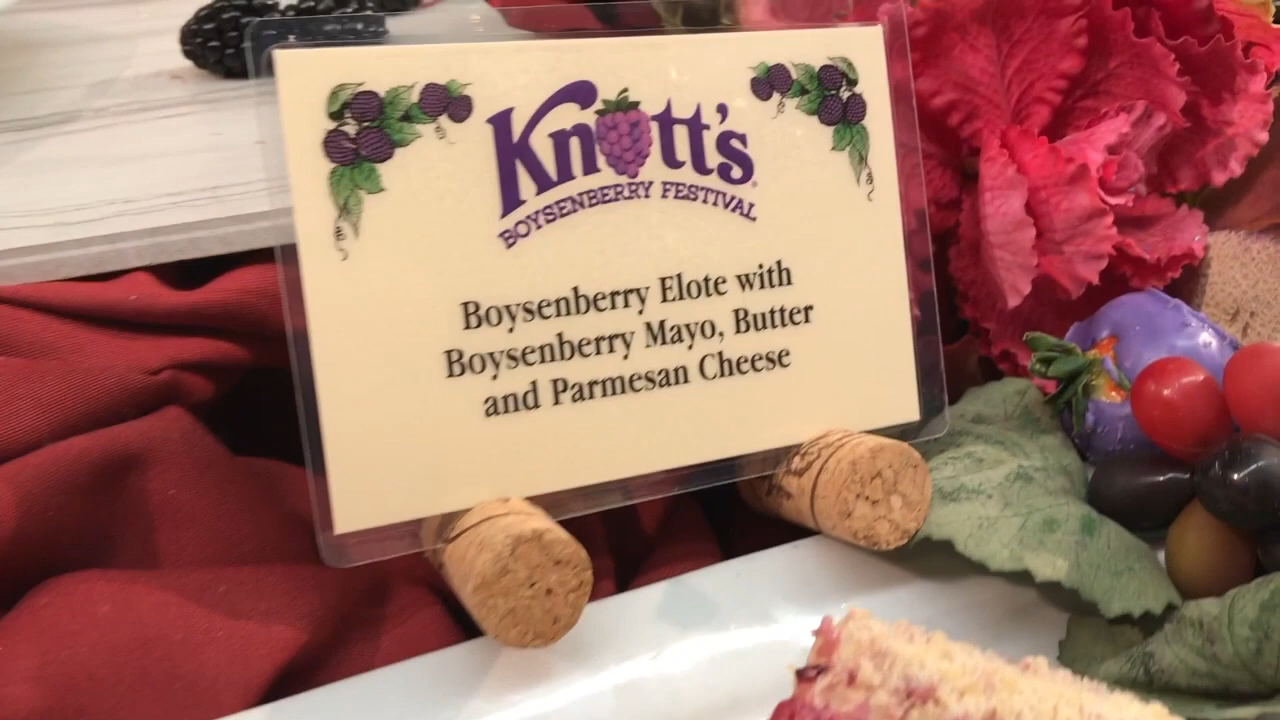 Knott's
BOYSENBERRY FESTIVAL
Boysenberry Elote with
Boysenberry Mayo, Butter
and Parmesan Cheese